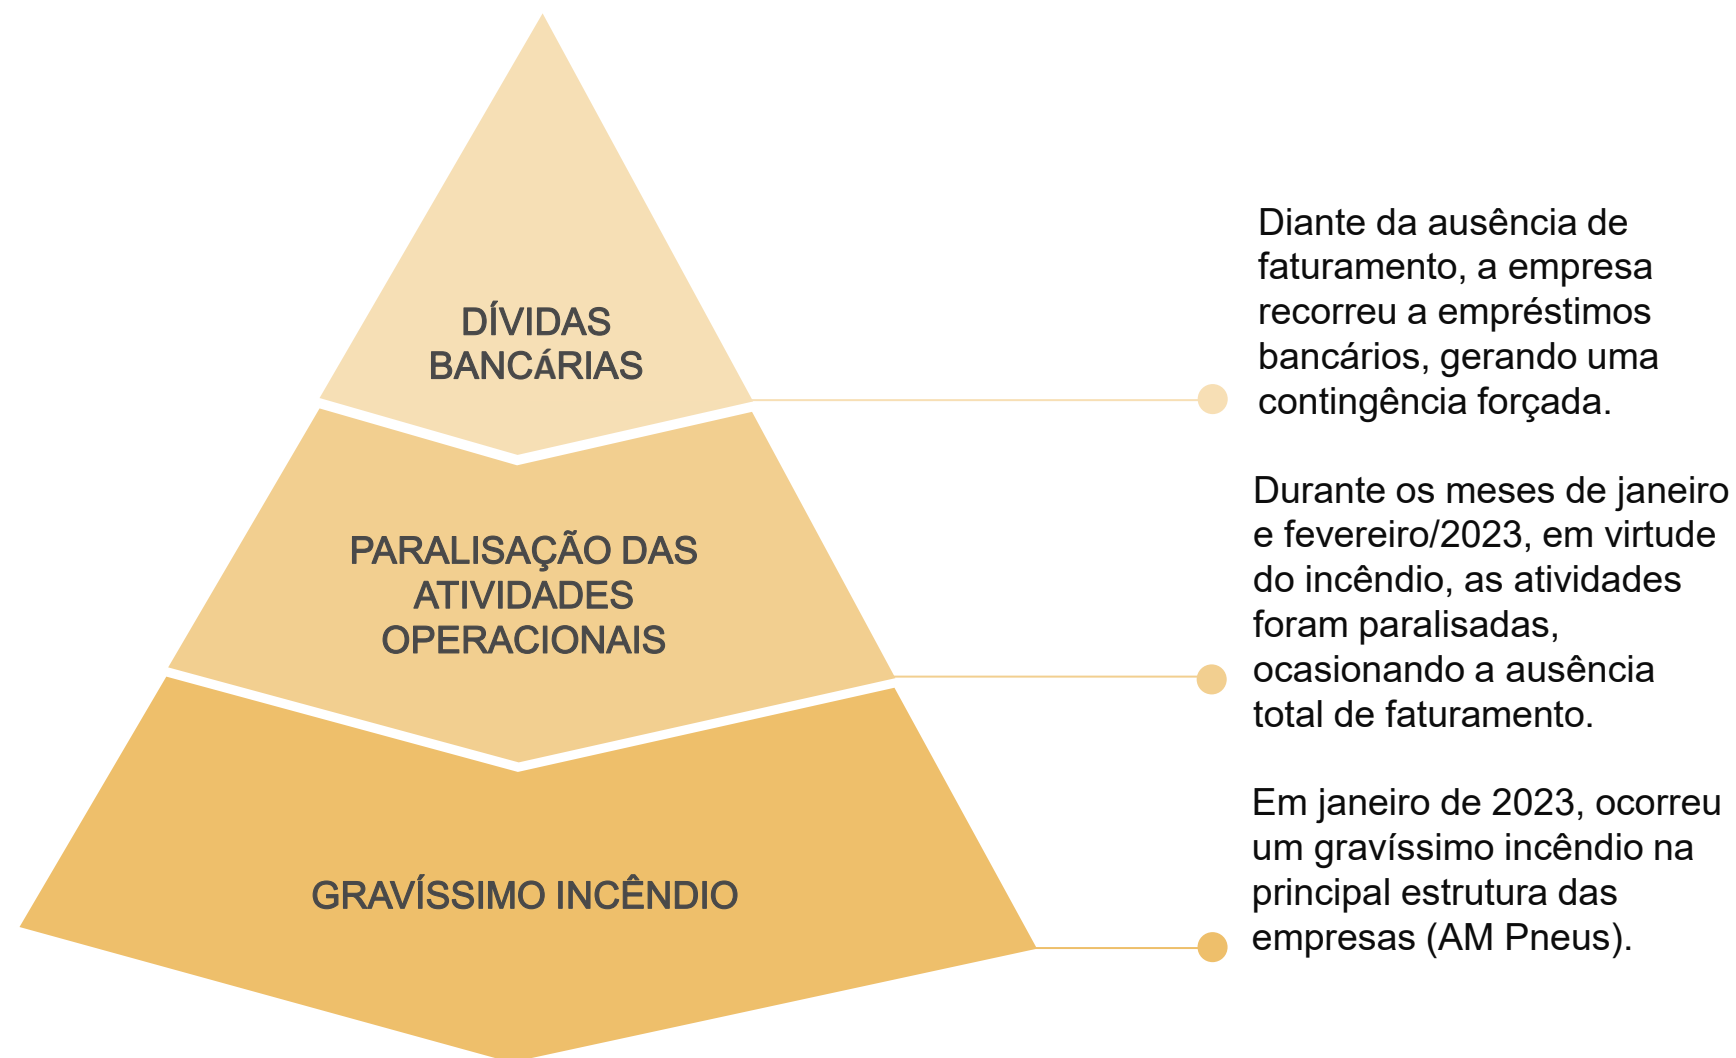 DÍVIDAS
BANCÁRIAS
Diante da ausência de
faturamento, a empresa
recorreu a empréstimos
bancários, gerando uma
contingência forçada.
PARALISAÇÃO DAS
ATIVIDADES
OPERACIONAIS
Durante os meses de janeiro
e fevereiro/2023, em virtude
do incêndio, as atividades
foram paralisadas,
ocasionando a ausência
total de faturamento.
GRAVÍSSIMO INCÊNDIO
Em janeiro de 2023, ocorreu
um gravíssimo incêndio na
principal estrutura das
empresas (AM Pneus).